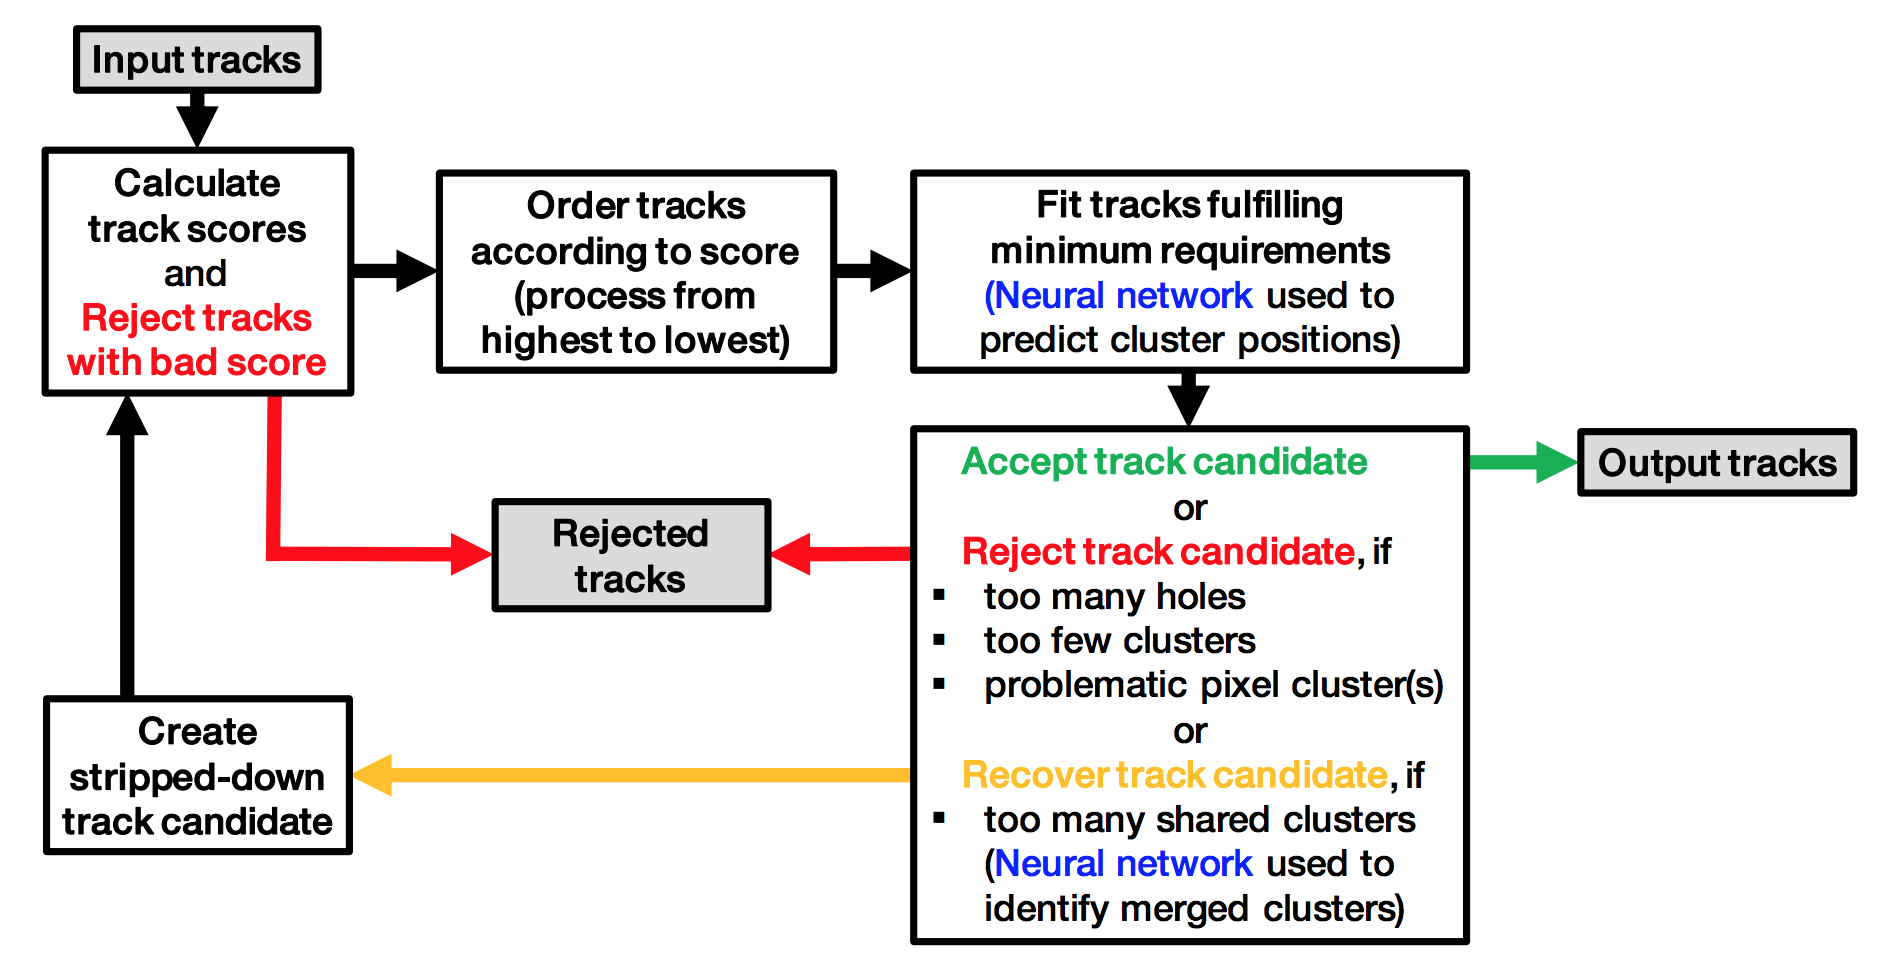 Input tracks
Calculate
track scores
and
Reject tracks
with bad score
Order tracks
according to score
(process from
highest to lowest)
Fit tracks fulfilling
minimum requirements
(Neural network used to
predict cluster positions)
Accept track candidate
or
Reject track candidate, if
▪ too many holes
▪ too few clusters
▪ problematic pixel cluster(s)
or
Recover track candidate, if
▪ too many shared clusters
(Neural network used to
identify merged clusters)
Output tracks
Rejected
tracks
Create
stripped-down
track candidate